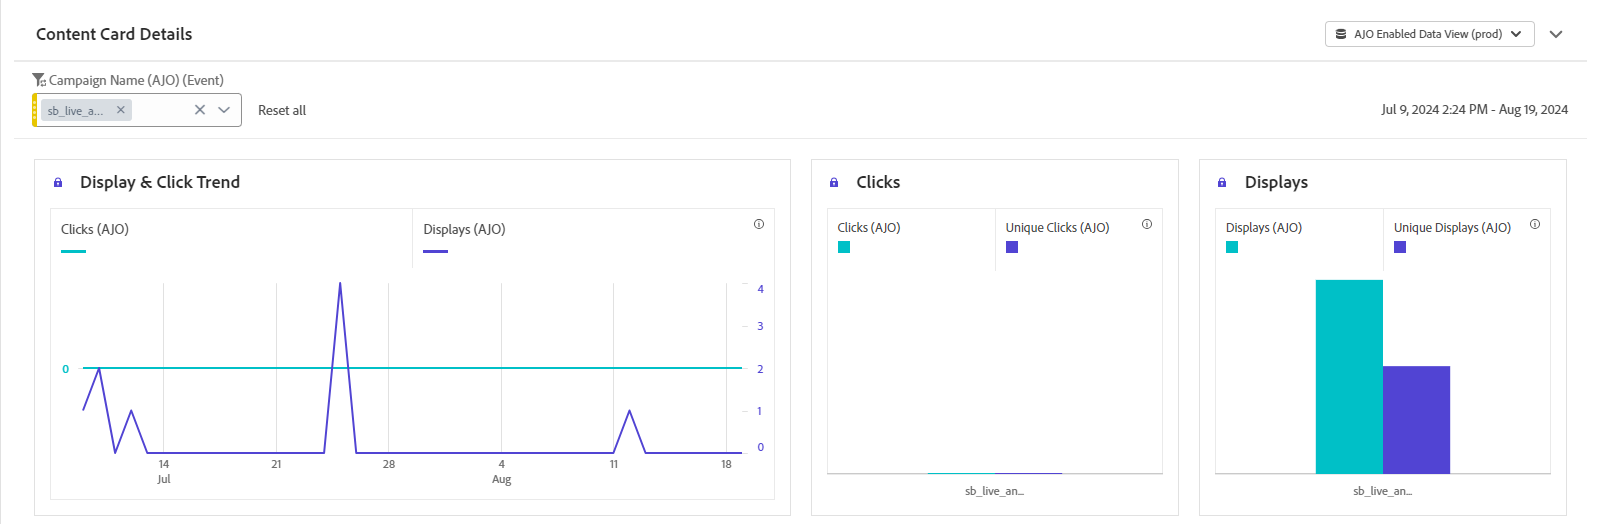 Content Card Details
AJO Enabled Data View (prod)
Campaign Name (AJO) (Event)
sb_live_a...
Reset all
Jul 9, 2024 2:24 PM - Aug 19, 2024
Display & Click Trend
Clicks (AJO)
Displays (AJO)
4
3
0
2
1
0
14
21
28
4
11
18
Jul
Aug
Clicks
Clicks (AJO)
Unique Clicks (AJO)
sb_live_an...
Displays
Displays (AJO)
Unique Displays (AJO)
sb_live_an...